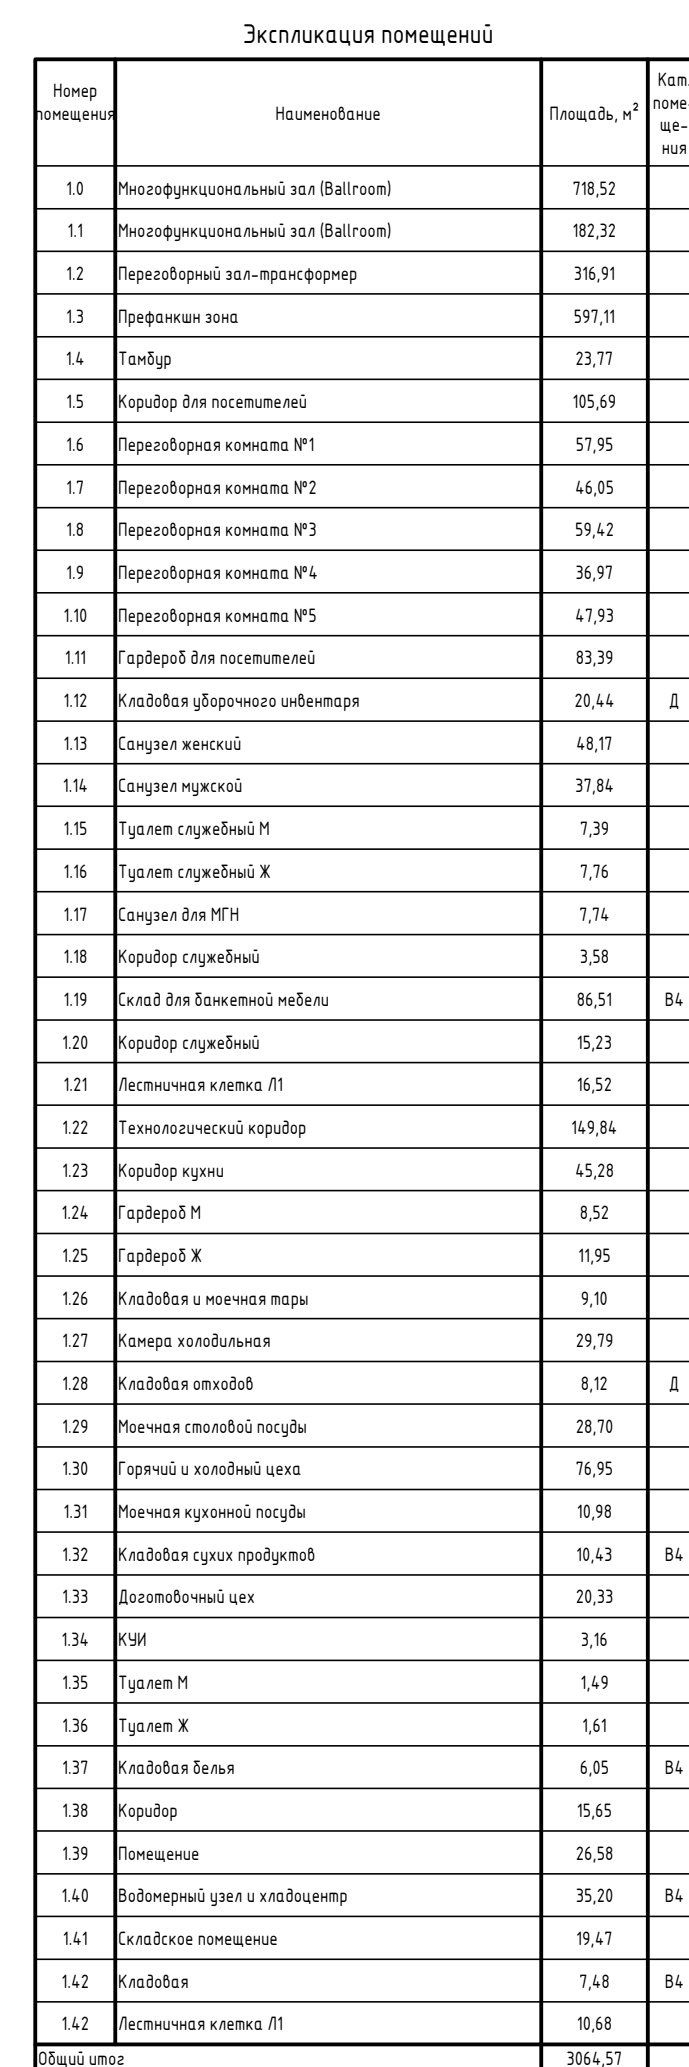 Экспликация помещений
Номер помещения Наименование Площадь, м² Кат. поме- ще- ния
1.0 Многофункциональный зал (Ballroom) 718,52
1.1 Многофункциональный зал (Ballroom) 182,32
1.2 Переговорный зал-трансформер 316,91
1.3 Префанкшн зона 597,11
1.4 Тамбур 23,77
1.5 Коридор для посетителей 105,69
1.6 Переговорная комната №1 57,95
1.7 Переговорная комната №2 46,05
1.8 Переговорная комната №3 59,42
1.9 Переговорная комната №4 36,97
1.10 Переговорная комната №5 47,93
1.11 Гардероб для посетителей 83,39
1.12 Кладовая уборочного инвентаря 20,44 Д
1.13 Санузел женский 48,17
1.14 Санузел мужской 37,84
1.15 Туалет служебный М 7,39
1.16 Туалет служебный Ж 7,76
1.17 Санузел для МГН 7,74
1.18 Коридор служебный 3,58
1.19 Склад для банкетной мебели 86,51 В4
1.20 Коридор служебный 15,23
1.21 Лестничная клетка Л1 16,52
1.22 Технологический коридор 149,84
1.23 Коридор кухни 45,28
1.24 Гардероб М 8,52
1.25 Гардероб Ж 11,95
1.26 Кладовая и моечная тары 9,10
1.27 Камера холодильная 29,79
1.28 Кладовая отходов 8,12 Д
1.29 Моечная столовой посуды 28,70
1.30 Горячий и холодный цеха 76,95
1.31 Моечная кухонной посуды 10,98
1.32 Кладовая сухих продуктов 10,43 В4
1.33 Доготовочный цех 20,33
1.34 КУИ 3,16
1.35 Туалет М 1,49
1.36 Туалет Ж 1,61
1.37 Кладовая белья 6,05 В4
1.38 Коридор 15,65
1.39 Помещение 26,58
1.40 Водомерный узел и хладоцентр 35,20 В4
1.41 Складское помещение 19,47
1.42 Кладовая 7,48 В4
1.42 Лестничная клетка Л1 10,68
Общий итог 3064,57